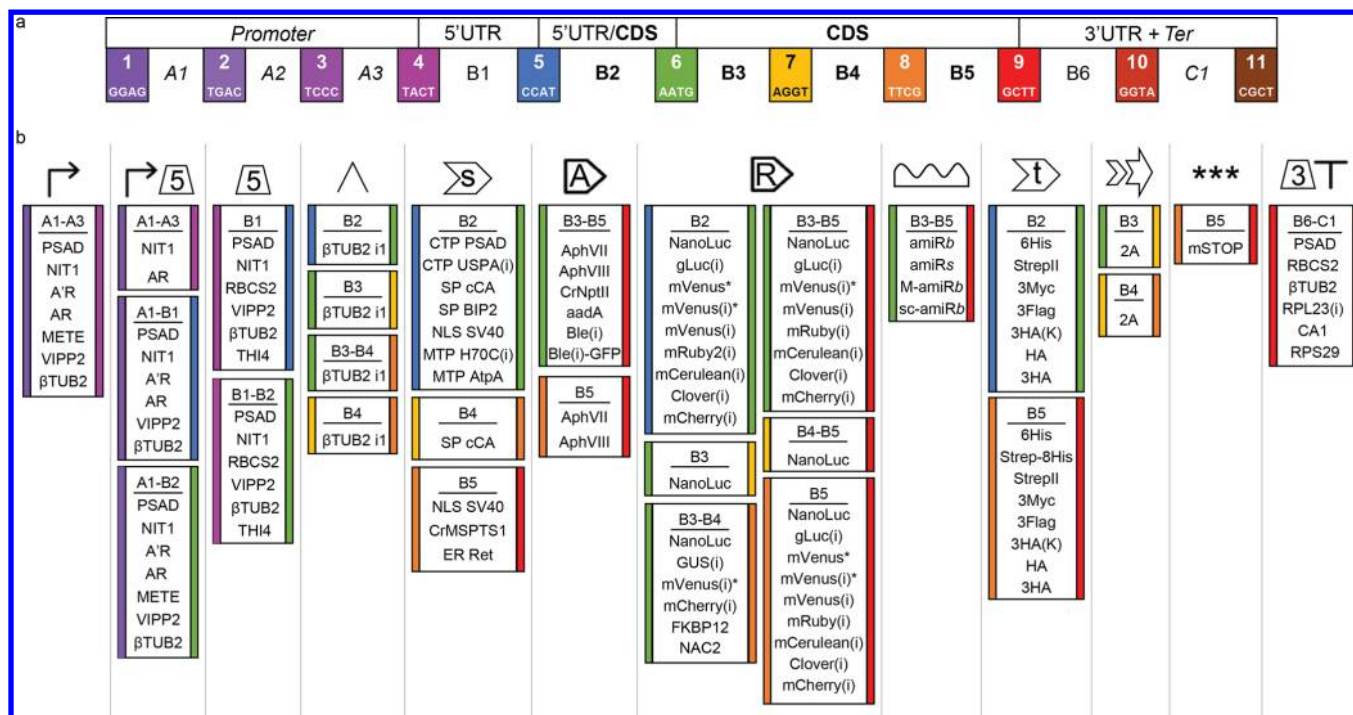 a
Promoter 5'UTR 5'UTR/CDS CDS 3'UTR + Ter
1 A1 2 A2 3 A3 4 B1 5 B2 6 B3 7 B4 8 B5 9 B6 10 C1 11
GGAG TGAC TCCC TACT CCAT AATG AGGT TTCG GCTT GGTA CGCT
b
5
5
S
A
R
t
***
3
A1-A3
PSAD
NIT1
A'R
AR
METE
VIPP2
βTUB2
A1-A3
NIT1
AR
A1-B1
PSAD
NIT1
A'R
AR
VIPP2
βTUB2
A1-B2
PSAD
NIT1
A'R
AR
METE
VIPP2
βTUB2
B1
PSAD
NIT1
RBCS2
VIPP2
βTUB2
THI4
B1-B2
PSAD
NIT1
RBCS2
VIPP2
βTUB2
THI4
B2
βTUB2 i1
B3
βTUB2 i1
B3-B4
βTUB2 i1
B4
βTUB2 i1
B2
CTP PSAD
CTP USPA(i)
SP cCA
SP BIP2
NLS SV40
MTP H70C(i)
MTP AtpA
B4
SP cCA
B5
NLS SV40
CrMSPTS1
ER Ret
B3-B5
AphVII
AphVIII
CrNptII
aadA
Ble(i)
Ble(i)-GFP
B5
AphVII
AphVIII
B2
NanoLuc
gLuc(i)
mVenus*
mVenus(i)*
mVenus(i)
mRuby2(i)
mCerulean(i)
Clover(i)
mCherry(i)
B3
NanoLuc
B3-B4
NanoLuc
GUS(i)
mVenus(i)*
mCherry(i)
FKBP12
NAC2
B3-B5
NanoLuc
gLuc(i)
mVenus(i)*
mVenus(i)
mRuby(i)
mCerulean(i)
Clover(i)
mCherry(i)
B4-B5
NanoLuc
B5
NanoLuc
gLuc(i)
mVenus*
mVenus(i)*
mVenus(i)
mRuby(i)
mCerulean(i)
Clover(i)
mCherry(i)
B3-B5
amiRb
amiRs
M-amiRb
sc-amiRb
B2
6His
StrepII
3Myc
3Flag
3HA(K)
HA
3HA
B5
6His
Strep-8His
StrepII
3Myc
3Flag
3HA(K)
HA
3HA
B3
2A
B4
2A
B5
mSTOP
B6-C1
PSAD
RBCS2
βTUB2
RPL23(i)
CA1
RPS29